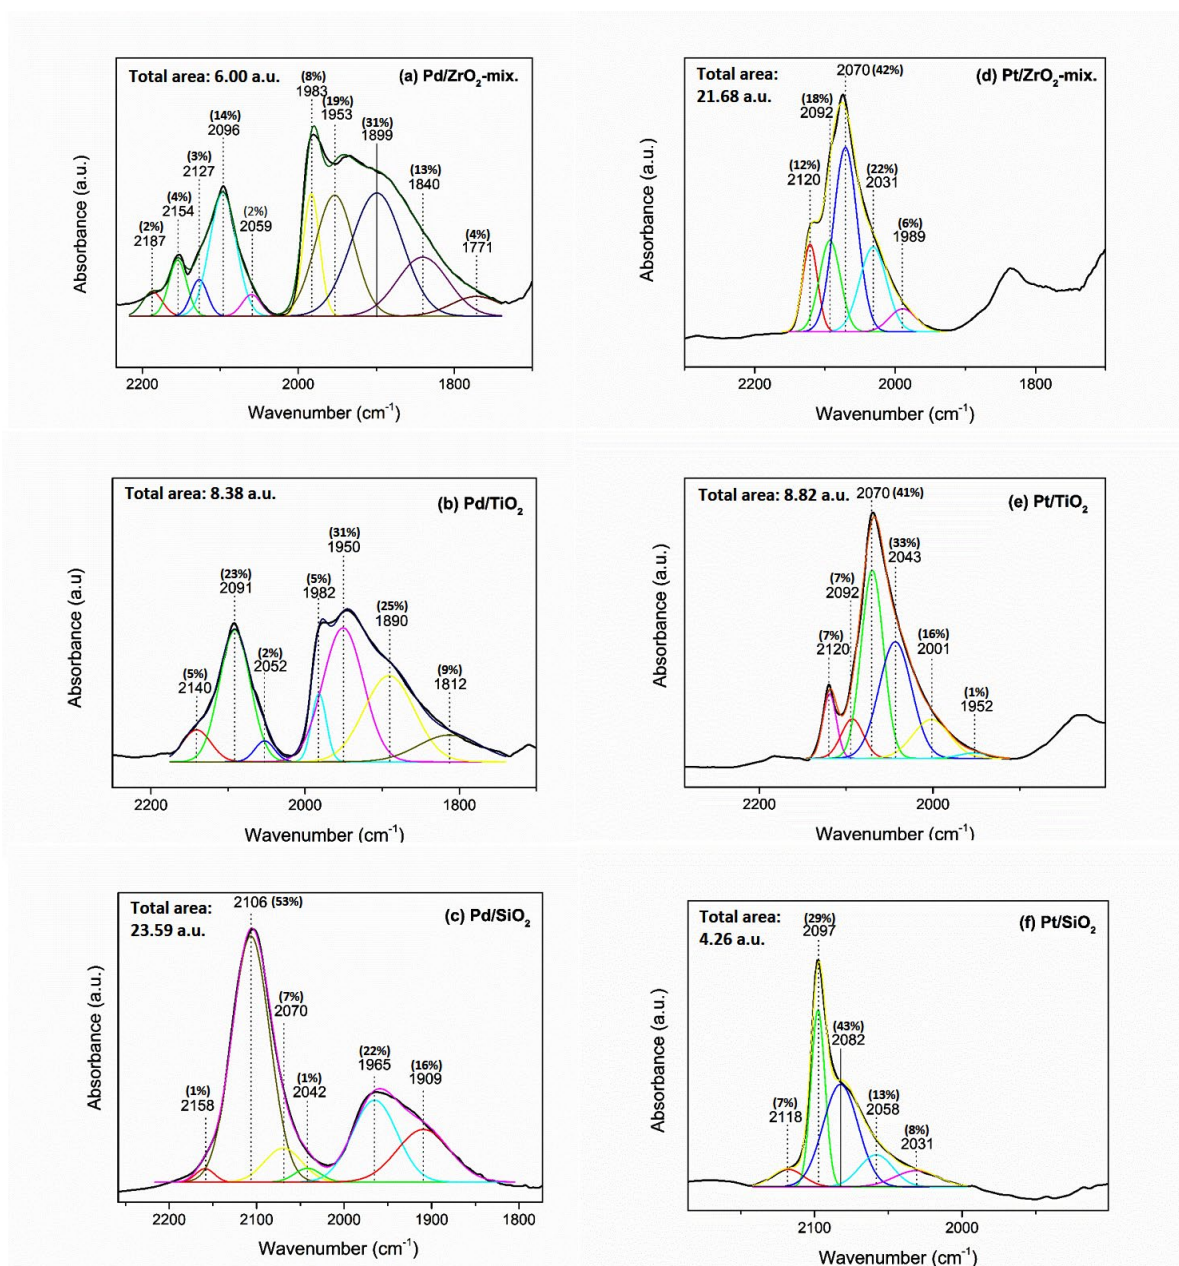 Total area: 6.00 a.u.
(a) Pd/ZrO2-mix.
(2%)
2187
(4%)
2154
(3%)
2127
(14%)
2096
(2%)
2059
(8%)
1983
(19%)
1953
(31%)
1899
(13%)
1840
(4%)
1771
Absorbance (a.u.)
2200 2000 1800
Wavenumber (cm-1)
Total area:
21.68 a.u.
(d) Pt/ZrO2-mix.
(12%)
2120
(18%)
2092
2070 (42%)
(22%)
2031
(6%)
1989
Absorbance (a.u.)
2200 2000 1800
Wavenumber (cm-1)
Total area: 8.38 a.u.
(b) Pd/TiO2
(5%)
2140
(23%)
2091
(2%)
2052
(5%)
1982
(31%)
1950
(25%)
1890
(9%)
1812
Absorbance (a.u)
2200 2000 1800
Wavenumber (cm-1)
Total area: 8.82 a.u.
(e) Pt/TiO2
(7%)
2120
(7%)
2092
2070 (41%)
(33%)
2043
(16%)
2001
(1%)
1952
Absorbance (a.u.)
2200 2000
Wavenumber (cm-1)
Total area:
23.59 a.u.
(c) Pd/SiO2
(1%)
2158
2106 (53%)
(7%)
2070
(1%)
2042
(22%)
1965
(16%)
1909
Absorbance (a.u.)
2200 2100 2000 1900 1800
Wavenumber (cm-1)
Total area:
4.26 a.u.
(f) Pt/SiO2
(7%)
2118
(29%)
2097
(43%)
2082
(13%)
2058
(8%)
2031
Absorbance (a.u.)
2100 2000
Wavenumber (cm-1)